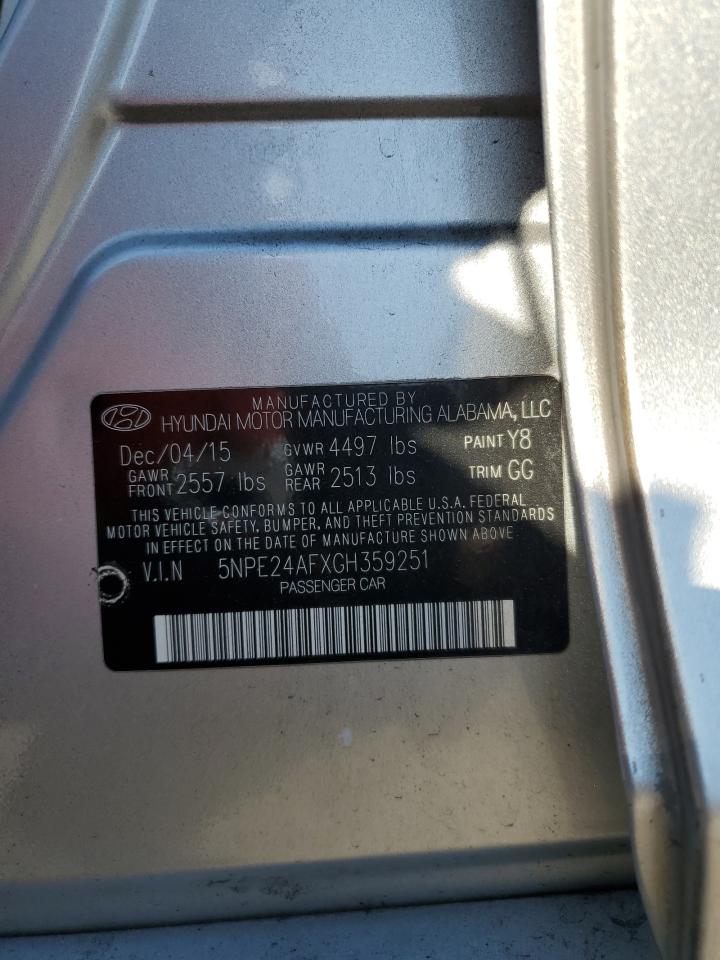 MANUFACTURED BY
HYUNDAI MOTOR MANUFACTURING ALABAMA, LLC
Dec/04/15 GVWR 4497 lbs PAINT Y8
GAWR FRONT 2557 lbs GAWR REAR 2513 lbs TRIM GG
THIS VEHICLE CONFORMS TO ALL APPLICABLE U.S.A. FEDERAL
MOTOR VEHICLE SAFETY, BUMPER, AND THEFT PREVENTION STANDARDS
IN EFFECT ON THE DATE OF MANUFACTURE SHOWN ABOVE
V.I.N 5NPE24AFXGH359251
PASSENGER CAR